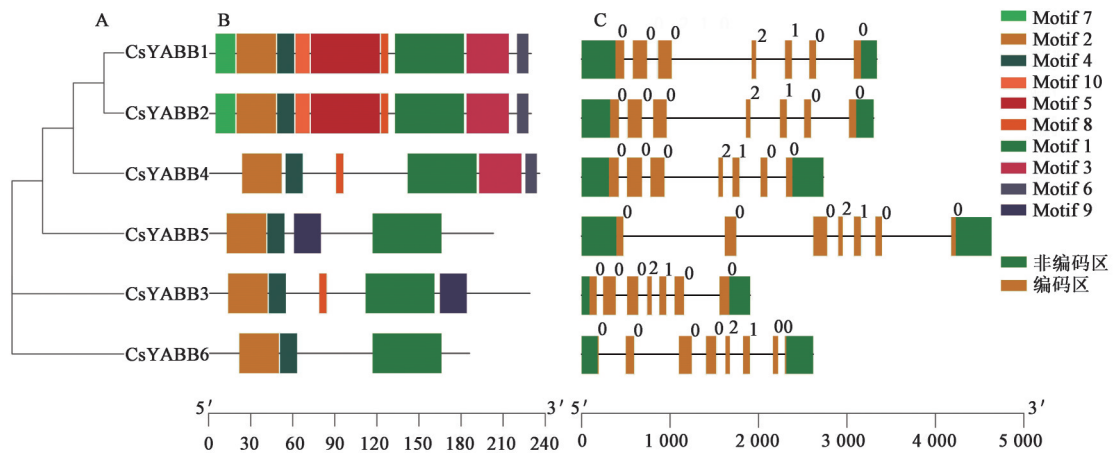 A
B
C
CsYABB1
0 0 0 2 1 0 0
CsYABB2
0 0 0 2 1 0 0
CsYABB4
0 0 0 2 1 0 0
CsYABB5
0 0 0 2 1 0 0
CsYABB3
0 0 0 2 1 0 0
CsYABB6
0 0 0 0 2 1 0 0
5′ 3′
0 30 60 90 120 150 180 210 240
5′ 3′
0 1 000 2 000 3 000 4 000 5 000
Motif 7
Motif 2
Motif 4
Motif 10
Motif 5
Motif 8
Motif 1
Motif 3
Motif 6
Motif 9
非编码区
编码区